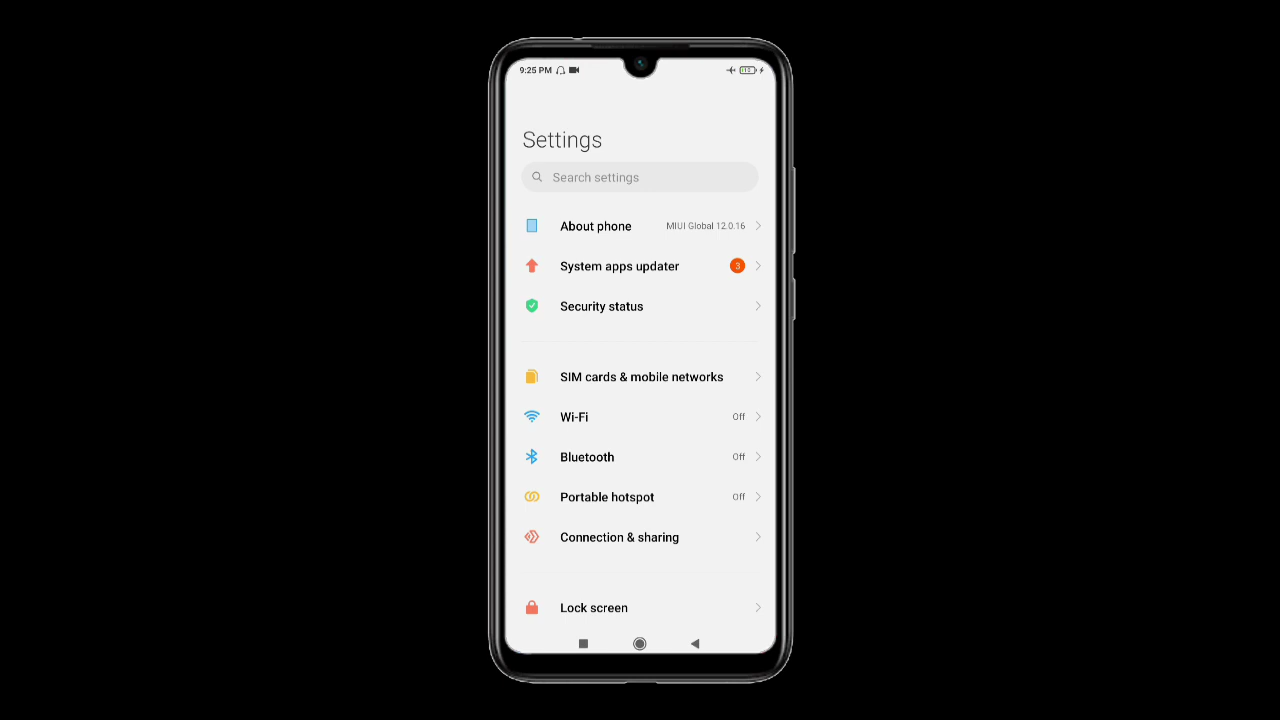 9:25 PM
Settings
Search settings
About phone MIUI Global 12.0.16
System apps updater 3
Security status
SIM cards & mobile networks
Wi-Fi Off
Bluetooth Off
Portable hotspot Off
Connection & sharing
Lock screen